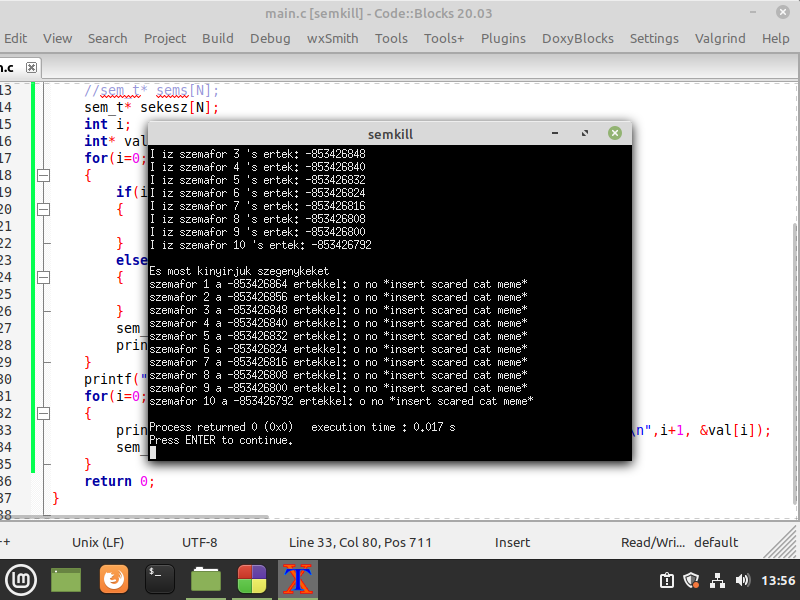 main.c [semkill] - Code::Blocks 20.03
Edit View Search Project Build Debug wxSmith Tools Tools+ Plugins DoxyBlocks Settings Valgrind Help
n.c
13 //sem_t* sems[N];
14 sem_t* sekesz[N];
15 int i;
16 int* val
17 for(i=0;
18 {
19 if(i
20 {
21
22 }
23 else
24 {
25
26 }
27 sem_
28 prin
29 }
30 printf("
31 for(i=0;
32 {
33 prin \n",i+1, &val[i]);
34 sem_
35 }
36 return 0;
37 }
38
semkill
I iz szemafor 3 's ertek: -853426848
I iz szemafor 4 's ertek: -853426840
I iz szemafor 5 's ertek: -853426832
I iz szemafor 6 's ertek: -853426824
I iz szemafor 7 's ertek: -853426816
I iz szemafor 8 's ertek: -853426808
I iz szemafor 9 's ertek: -853426800
I iz szemafor 10 's ertek: -853426792
Es most kinyirjuk szegenykeket
szemafor 1 a -853426864 ertekkel: o no *insert scared cat meme*
szemafor 2 a -853426856 ertekkel: o no *insert scared cat meme*
szemafor 3 a -853426848 ertekkel: o no *insert scared cat meme*
szemafor 4 a -853426840 ertekkel: o no *insert scared cat meme*
szemafor 5 a -853426832 ertekkel: o no *insert scared cat meme*
szemafor 6 a -853426824 ertekkel: o no *insert scared cat meme*
szemafor 7 a -853426816 ertekkel: o no *insert scared cat meme*
szemafor 8 a -853426808 ertekkel: o no *insert scared cat meme*
szemafor 9 a -853426800 ertekkel: o no *insert scared cat meme*
szemafor 10 a -853426792 ertekkel: o no *insert scared cat meme*
Process returned 0 (0x0) execution time : 0.017 s
Press ENTER to continue.
++ Unix (LF) UTF-8 Line 33, Col 80, Pos 711 Insert Read/Wri... default
13:56